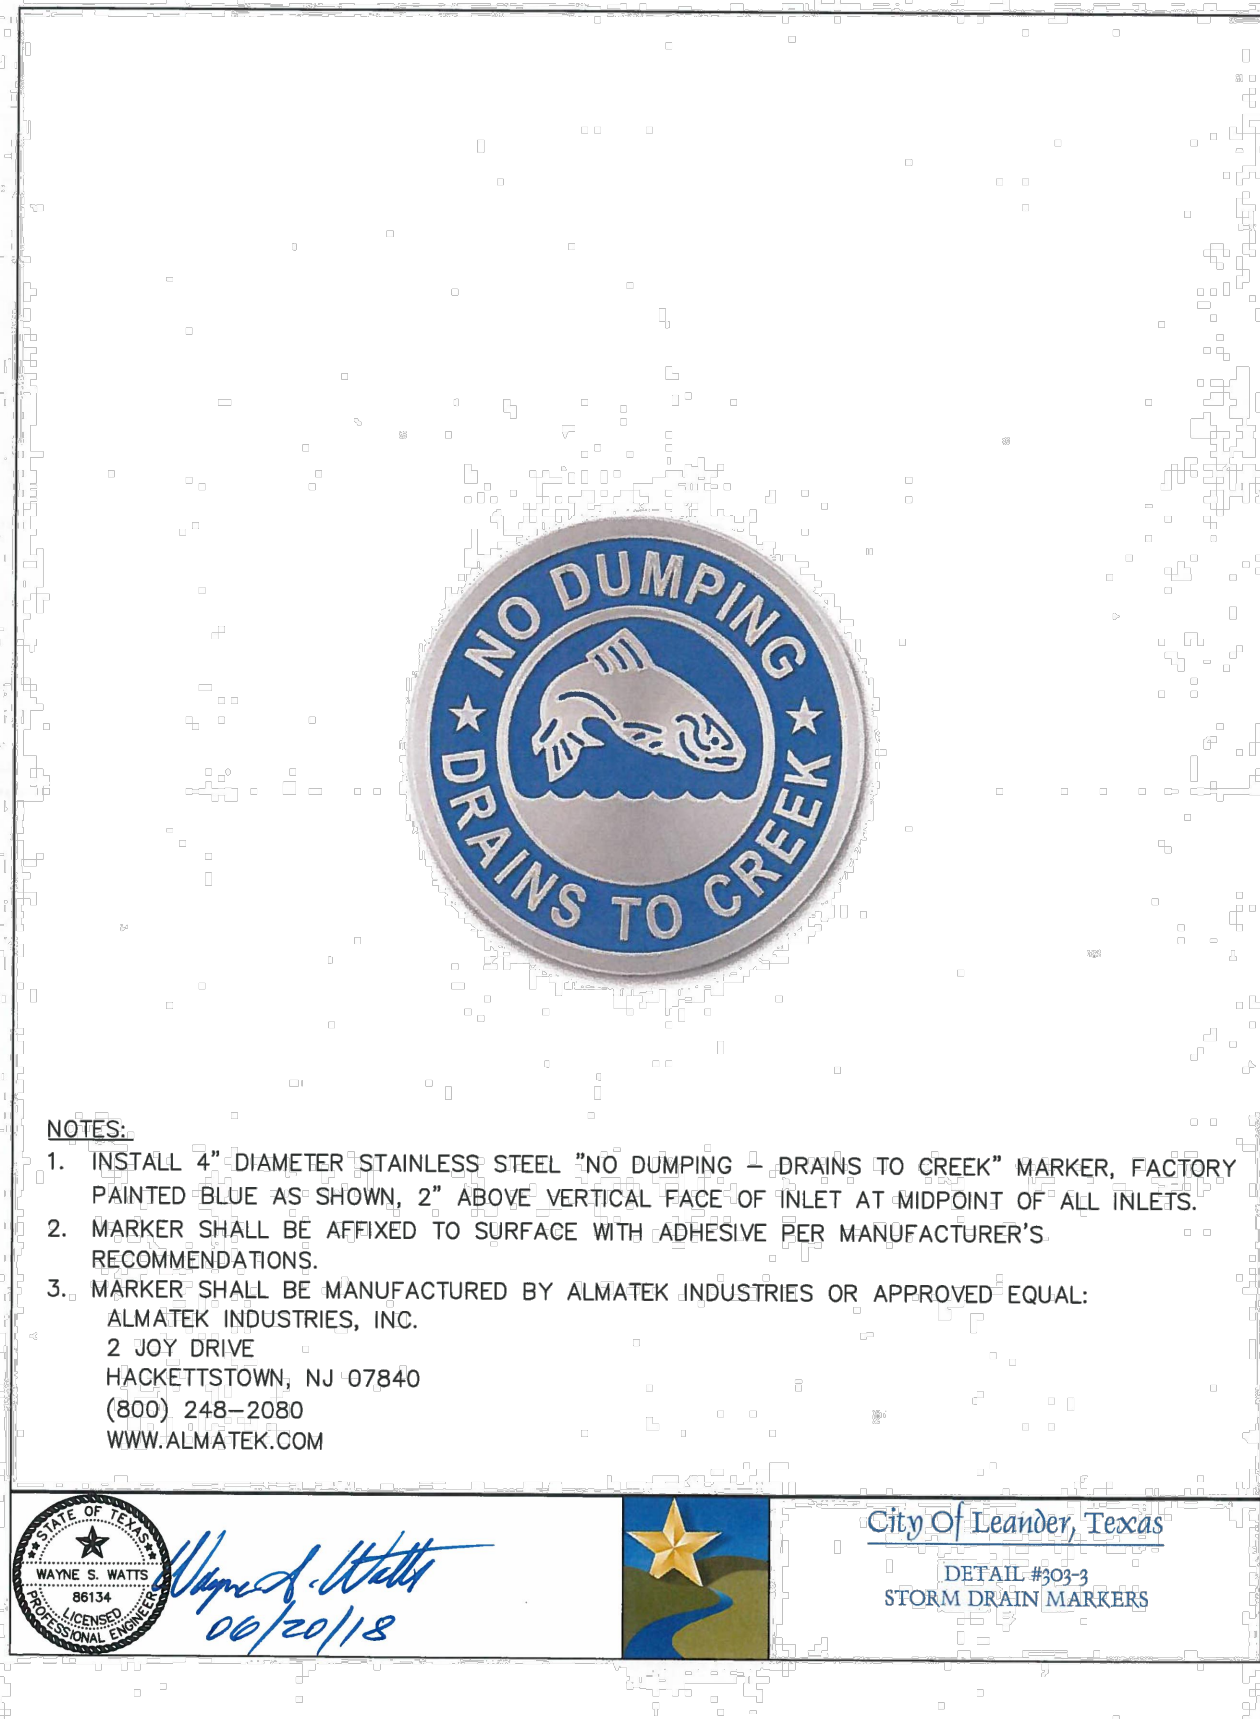 NO DUMPING
DRAINS TO CREEK
NOTES:
1. INSTALL 4" DIAMETER STAINLESS STEEL "NO DUMPING – DRAINS TO CREEK" MARKER, FACTORY
PAINTED BLUE AS SHOWN, 2" ABOVE VERTICAL FACE OF INLET AT MIDPOINT OF ALL INLETS.
2. MARKER SHALL BE AFFIXED TO SURFACE WITH ADHESIVE PER MANUFACTURER'S
RECOMMENDATIONS.
3. MARKER SHALL BE MANUFACTURED BY ALMATEK INDUSTRIES OR APPROVED EQUAL:
ALMATEK INDUSTRIES, INC.
2 JOY DRIVE
HACKETTSTOWN, NJ 07840
(800) 248–2080
WWW.ALMATEK.COM
STATE OF TEXAS
WAYNE S. WATTS
86134
LICENSED
PROFESSIONAL ENGINEER
Wayne S. Watts
06/20/18
City Of Leander, Texas
DETAIL #303-3
STORM DRAIN MARKERS